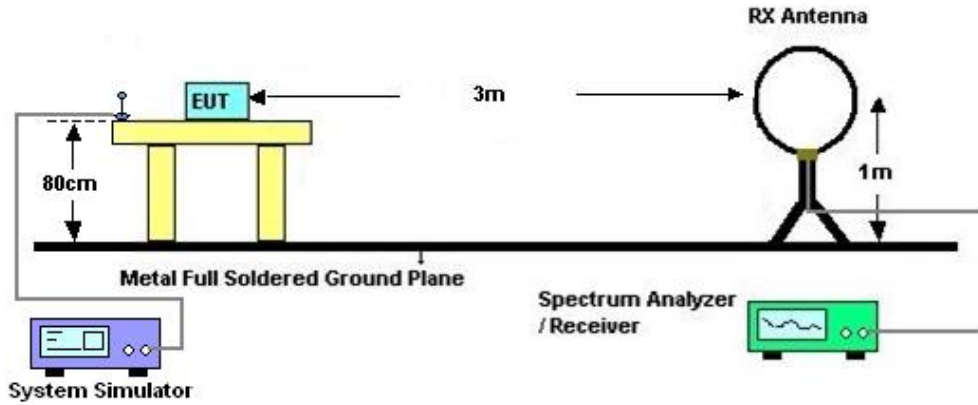 RX Antenna
EUT
3m
80cm
1m
Metal Full Soldered Ground Plane
Spectrum Analyzer
/ Receiver
System Simulator